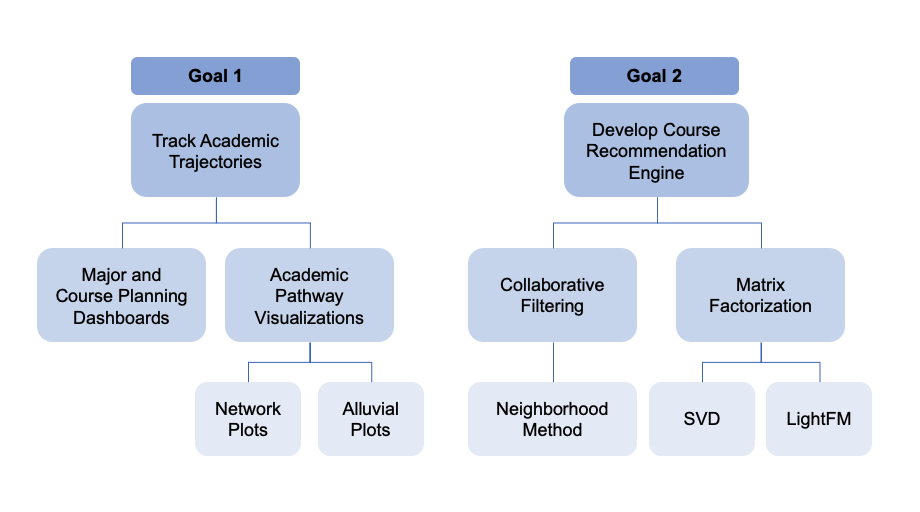 Goal 1
Track Academic
Trajectories
Major and
Course Planning
Dashboards
Academic
Pathway
Visualizations
Network
Plots
Alluvial
Plots
Goal 2
Develop Course
Recommendation
Engine
Collaborative
Filtering
Matrix
Factorization
Neighborhood
Method
SVD
LightFM